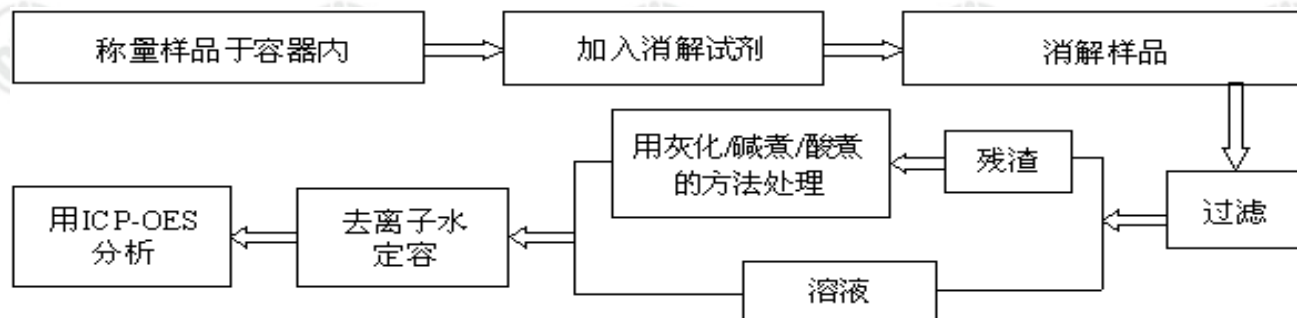 称量样品于容器内
加入消解试剂
消解样品
过滤
残渣
用灰化/碱煮/酸煮
的方法处理
溶液
去离子水
定容
用ICP-OES
分析